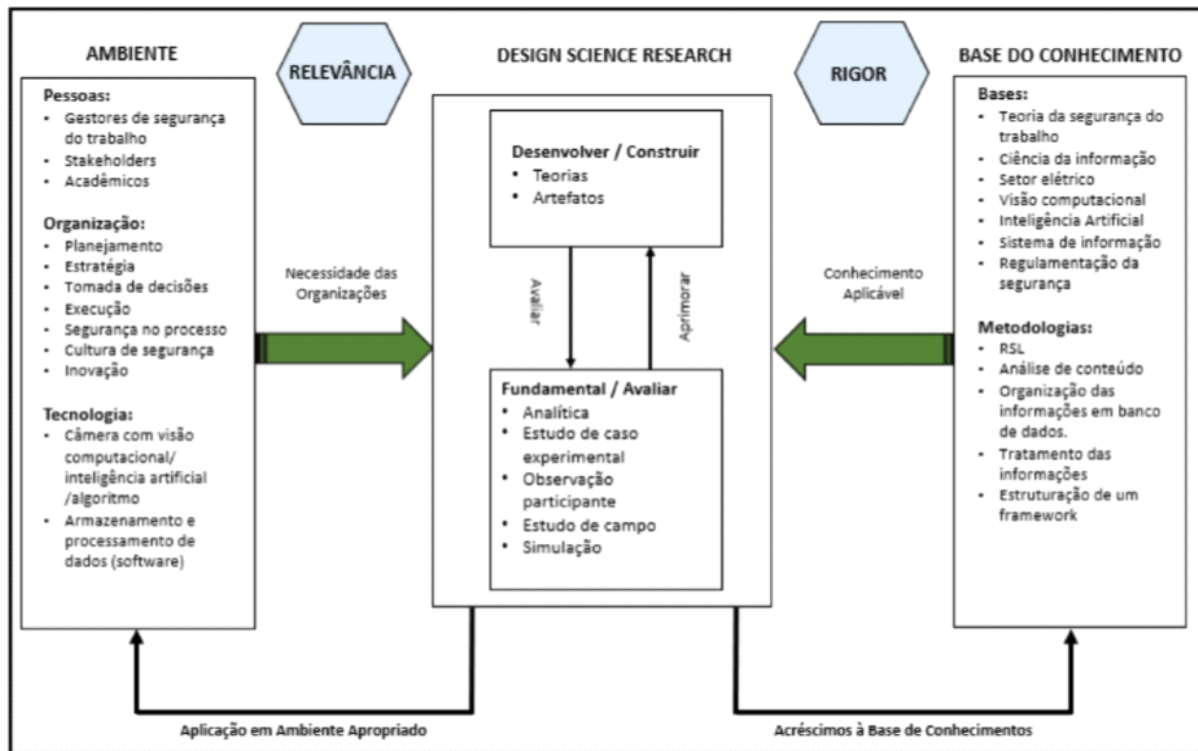 AMBIENTE
RELEVÂNCIA
DESIGN SCIENCE RESEARCH
RIGOR
BASE DO CONHECIMENTO
Pessoas:
• Gestores de segurança
do trabalho
• Stakeholders
• Acadêmicos
Organização:
• Planejamento
• Estratégia
• Tomada de decisões
• Execução
• Segurança no processo
• Cultura de segurança
• Inovação
Tecnologia:
• Câmera com visão
computacional/
inteligência artificial
/algoritmo
• Armazenamento e
processamento de
dados (software)
Necessidade das
Organizações
Desenvolver / Construir
• Teorias
• Artefatos
Avaliar
Aprimorar
Fundamental / Avaliar
• Analítica
• Estudo de caso
experimental
• Observação
participante
• Estudo de campo
• Simulação
Conhecimento
Aplicável
Bases:
• Teoria da segurança do
trabalho
• Ciência da informação
• Setor elétrico
• Visão computacional
• Inteligência Artificial
• Sistema de informação
• Regulamentação da
segurança
Metodologias:
• RSL
• Análise de conteúdo
• Organização das
informações em banco
de dados.
• Tratamento das
informações
• Estruturação de um
framework
Aplicação em Ambiente Apropriado
Acréscimos à Base de Conhecimentos